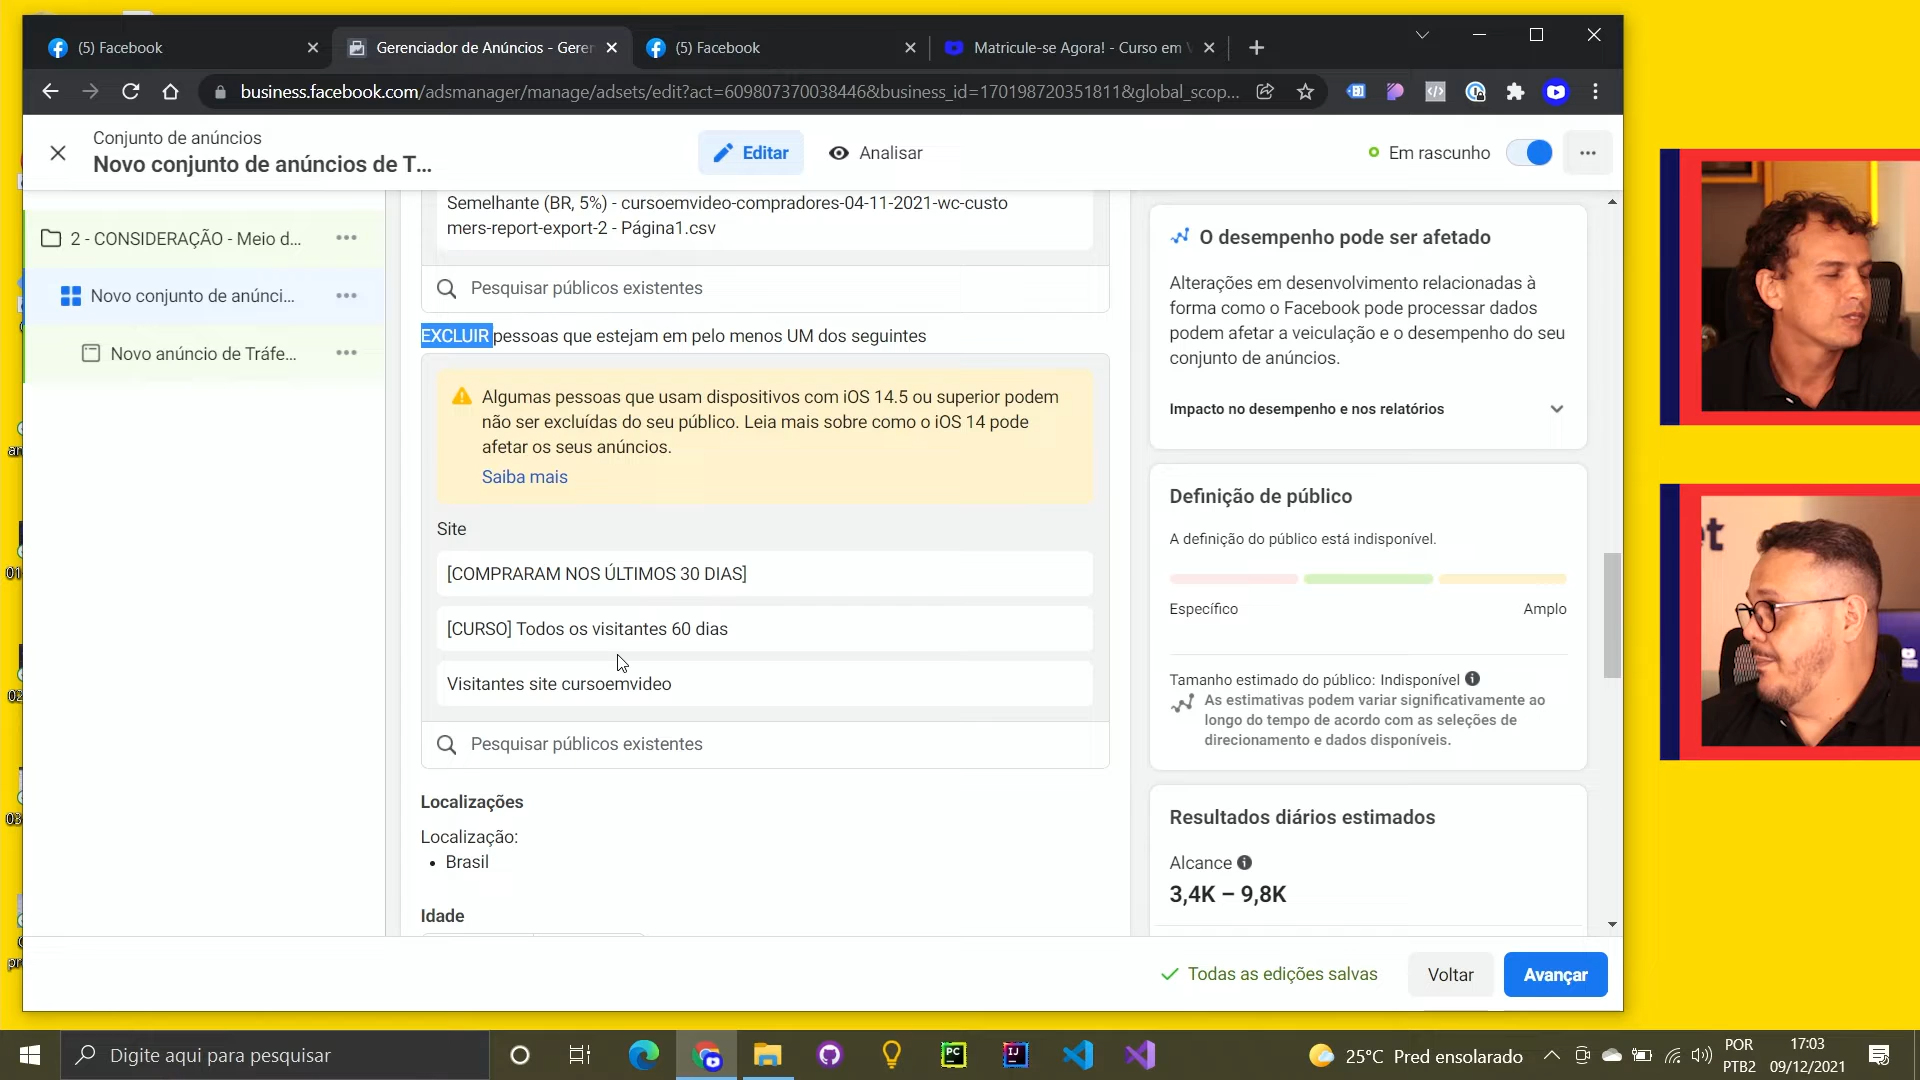 (5) Facebook
Gerenciador de Anúncios - Geren
(5) Facebook
Matricule-se Agora! - Curso em V
business.facebook.com/adsmanager/manage/adsets/edit?act=609807370038446&business_id=170198720351811&global_scop...
Conjunto de anúncios
Novo conjunto de anúncios de T...
Editar
Analisar
Em rascunho
2 - CONSIDERAÇÃO - Meio d...
Novo conjunto de anúnci...
Novo anúncio de Tráfe...
Semelhante (BR, 5%) - cursoemvideo-compradores-04-11-2021-wc-custo
mers-report-export-2 - Página1.csv
Pesquisar públicos existentes
EXCLUIR pessoas que estejam em pelo menos UM dos seguintes
Algumas pessoas que usam dispositivos com iOS 14.5 ou superior podem
não ser excluídas do seu público. Leia mais sobre como o iOS 14 pode
afetar os seus anúncios.
Saiba mais
Site
[COMPRARAM NOS ÚLTIMOS 30 DIAS]
[CURSO] Todos os visitantes 60 dias
Visitantes site cursoemvideo
Pesquisar públicos existentes
Localizações
Localização:
• Brasil
Idade
O desempenho pode ser afetado
Alterações em desenvolvimento relacionadas à
forma como o Facebook pode processar dados
podem afetar a veiculação e o desempenho do seu
conjunto de anúncios.
Impacto no desempenho e nos relatórios
Definição de público
A definição do público está indisponível.
Específico
Amplo
Tamanho estimado do público: Indisponível
As estimativas podem variar significativamente ao
longo do tempo de acordo com as seleções de
direcionamento e dados disponíveis.
Resultados diários estimados
Alcance
3,4K – 9,8K
Todas as edições salvas
Voltar
Avançar
Digite aqui para pesquisar
PC
IJ
25°C Pred ensolarado
POR
PTB2
17:03
09/12/2021